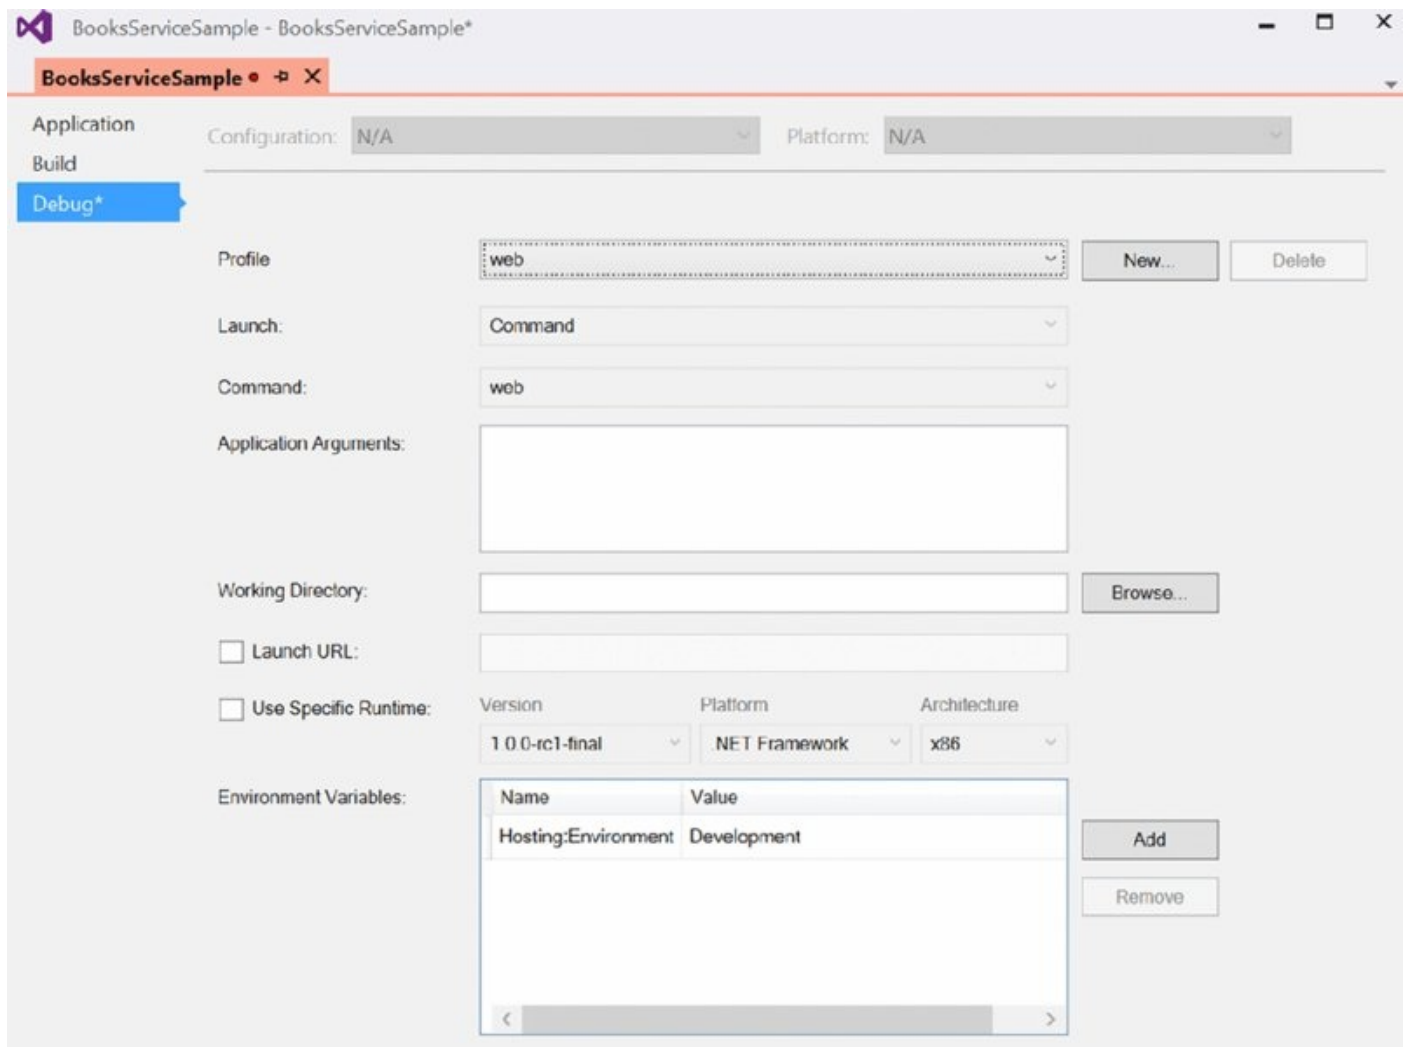 BooksServiceSample - BooksServiceSample*
BooksServiceSample
Application
Configuration: N/A Platform: N/A
Build
Debug*
Profile web New... Delete
Launch: Command
Command: web
Application Arguments:
Working Directory: Browse...
Launch URL:
Use Specific Runtime: Version Platform Architecture
1.0.0-rc1-final .NET Framework x86
Environment Variables: Name Value
Hosting:Environment Development Add
Remove